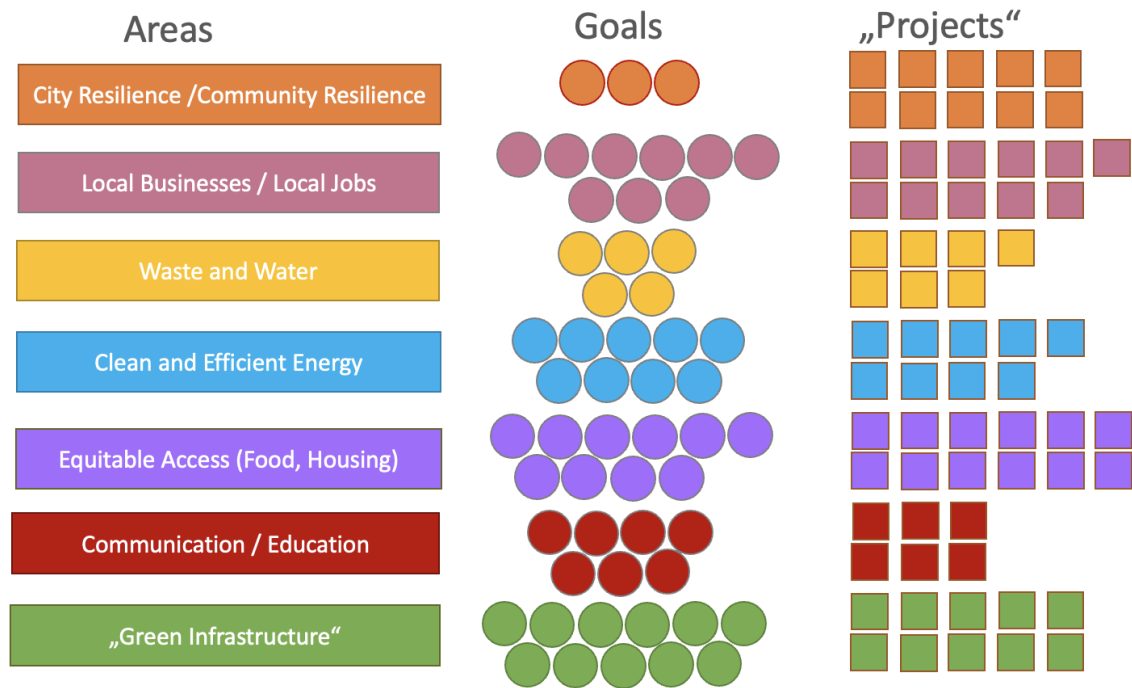 Areas
Goals
„Projects“
City Resilience /Community Resilience
Local Businesses / Local Jobs
Waste and Water
Clean and Efficient Energy
Equitable Access (Food, Housing)
Communication / Education
„Green Infrastructure“